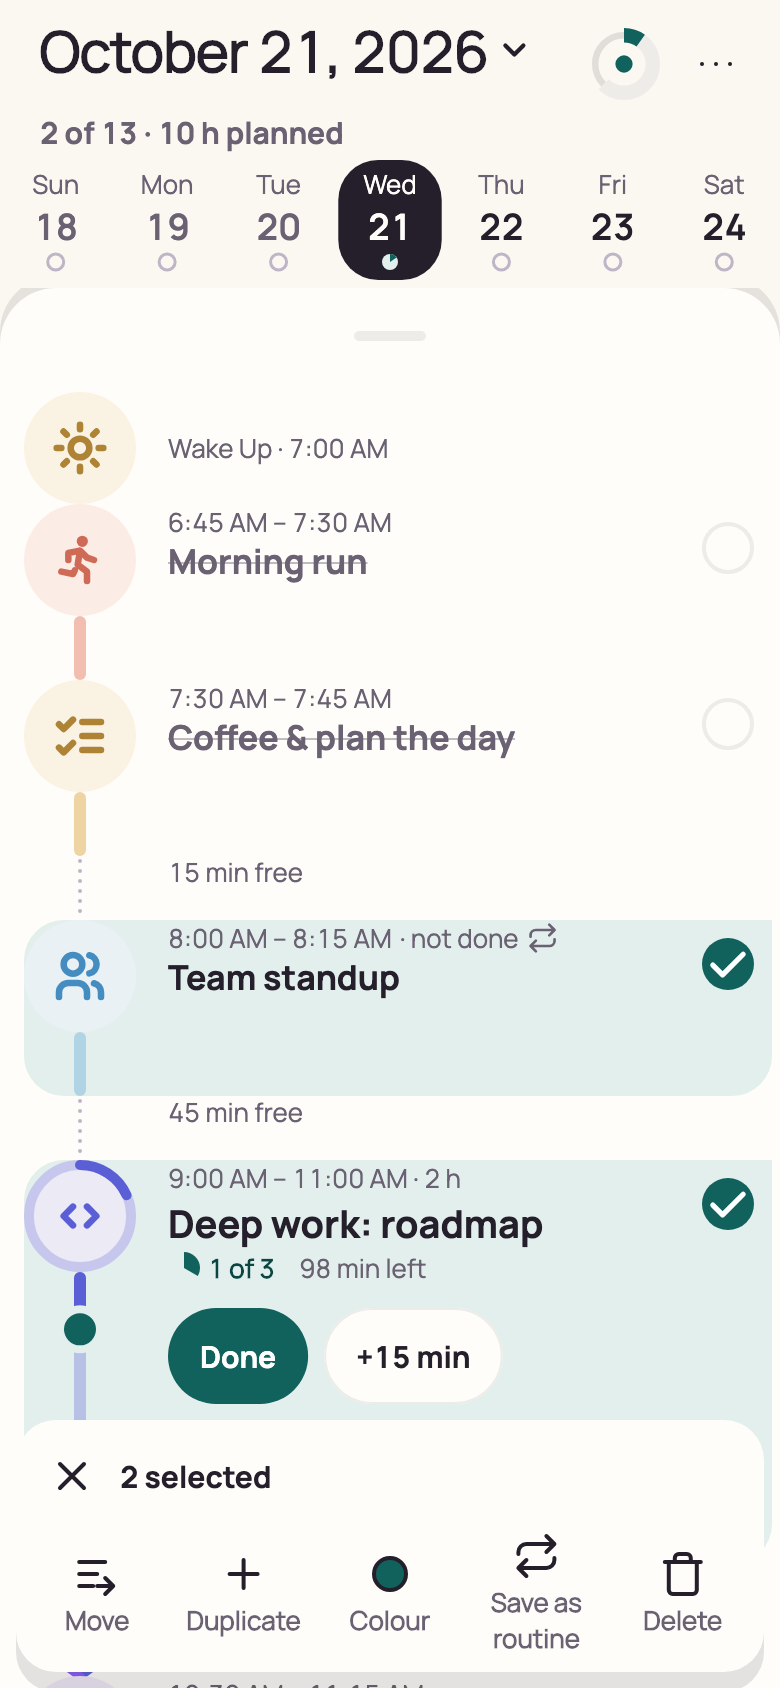 October 21, 2026
...
2 of 13 · 10 h planned
Sun Mon Tue Wed Thu Fri Sat
18 19 20 21 22 23 24
Wake Up · 7:00 AM
6:45 AM – 7:30 AM
Morning run
7:30 AM – 7:45 AM
Coffee & plan the day
15 min free
8:00 AM – 8:15 AM · not done
Team standup
45 min free
9:00 AM – 11:00 AM · 2 h
Deep work: roadmap
1 of 3 98 min left
Done +15 min
2 selected
Move Duplicate Colour Save as routine Delete